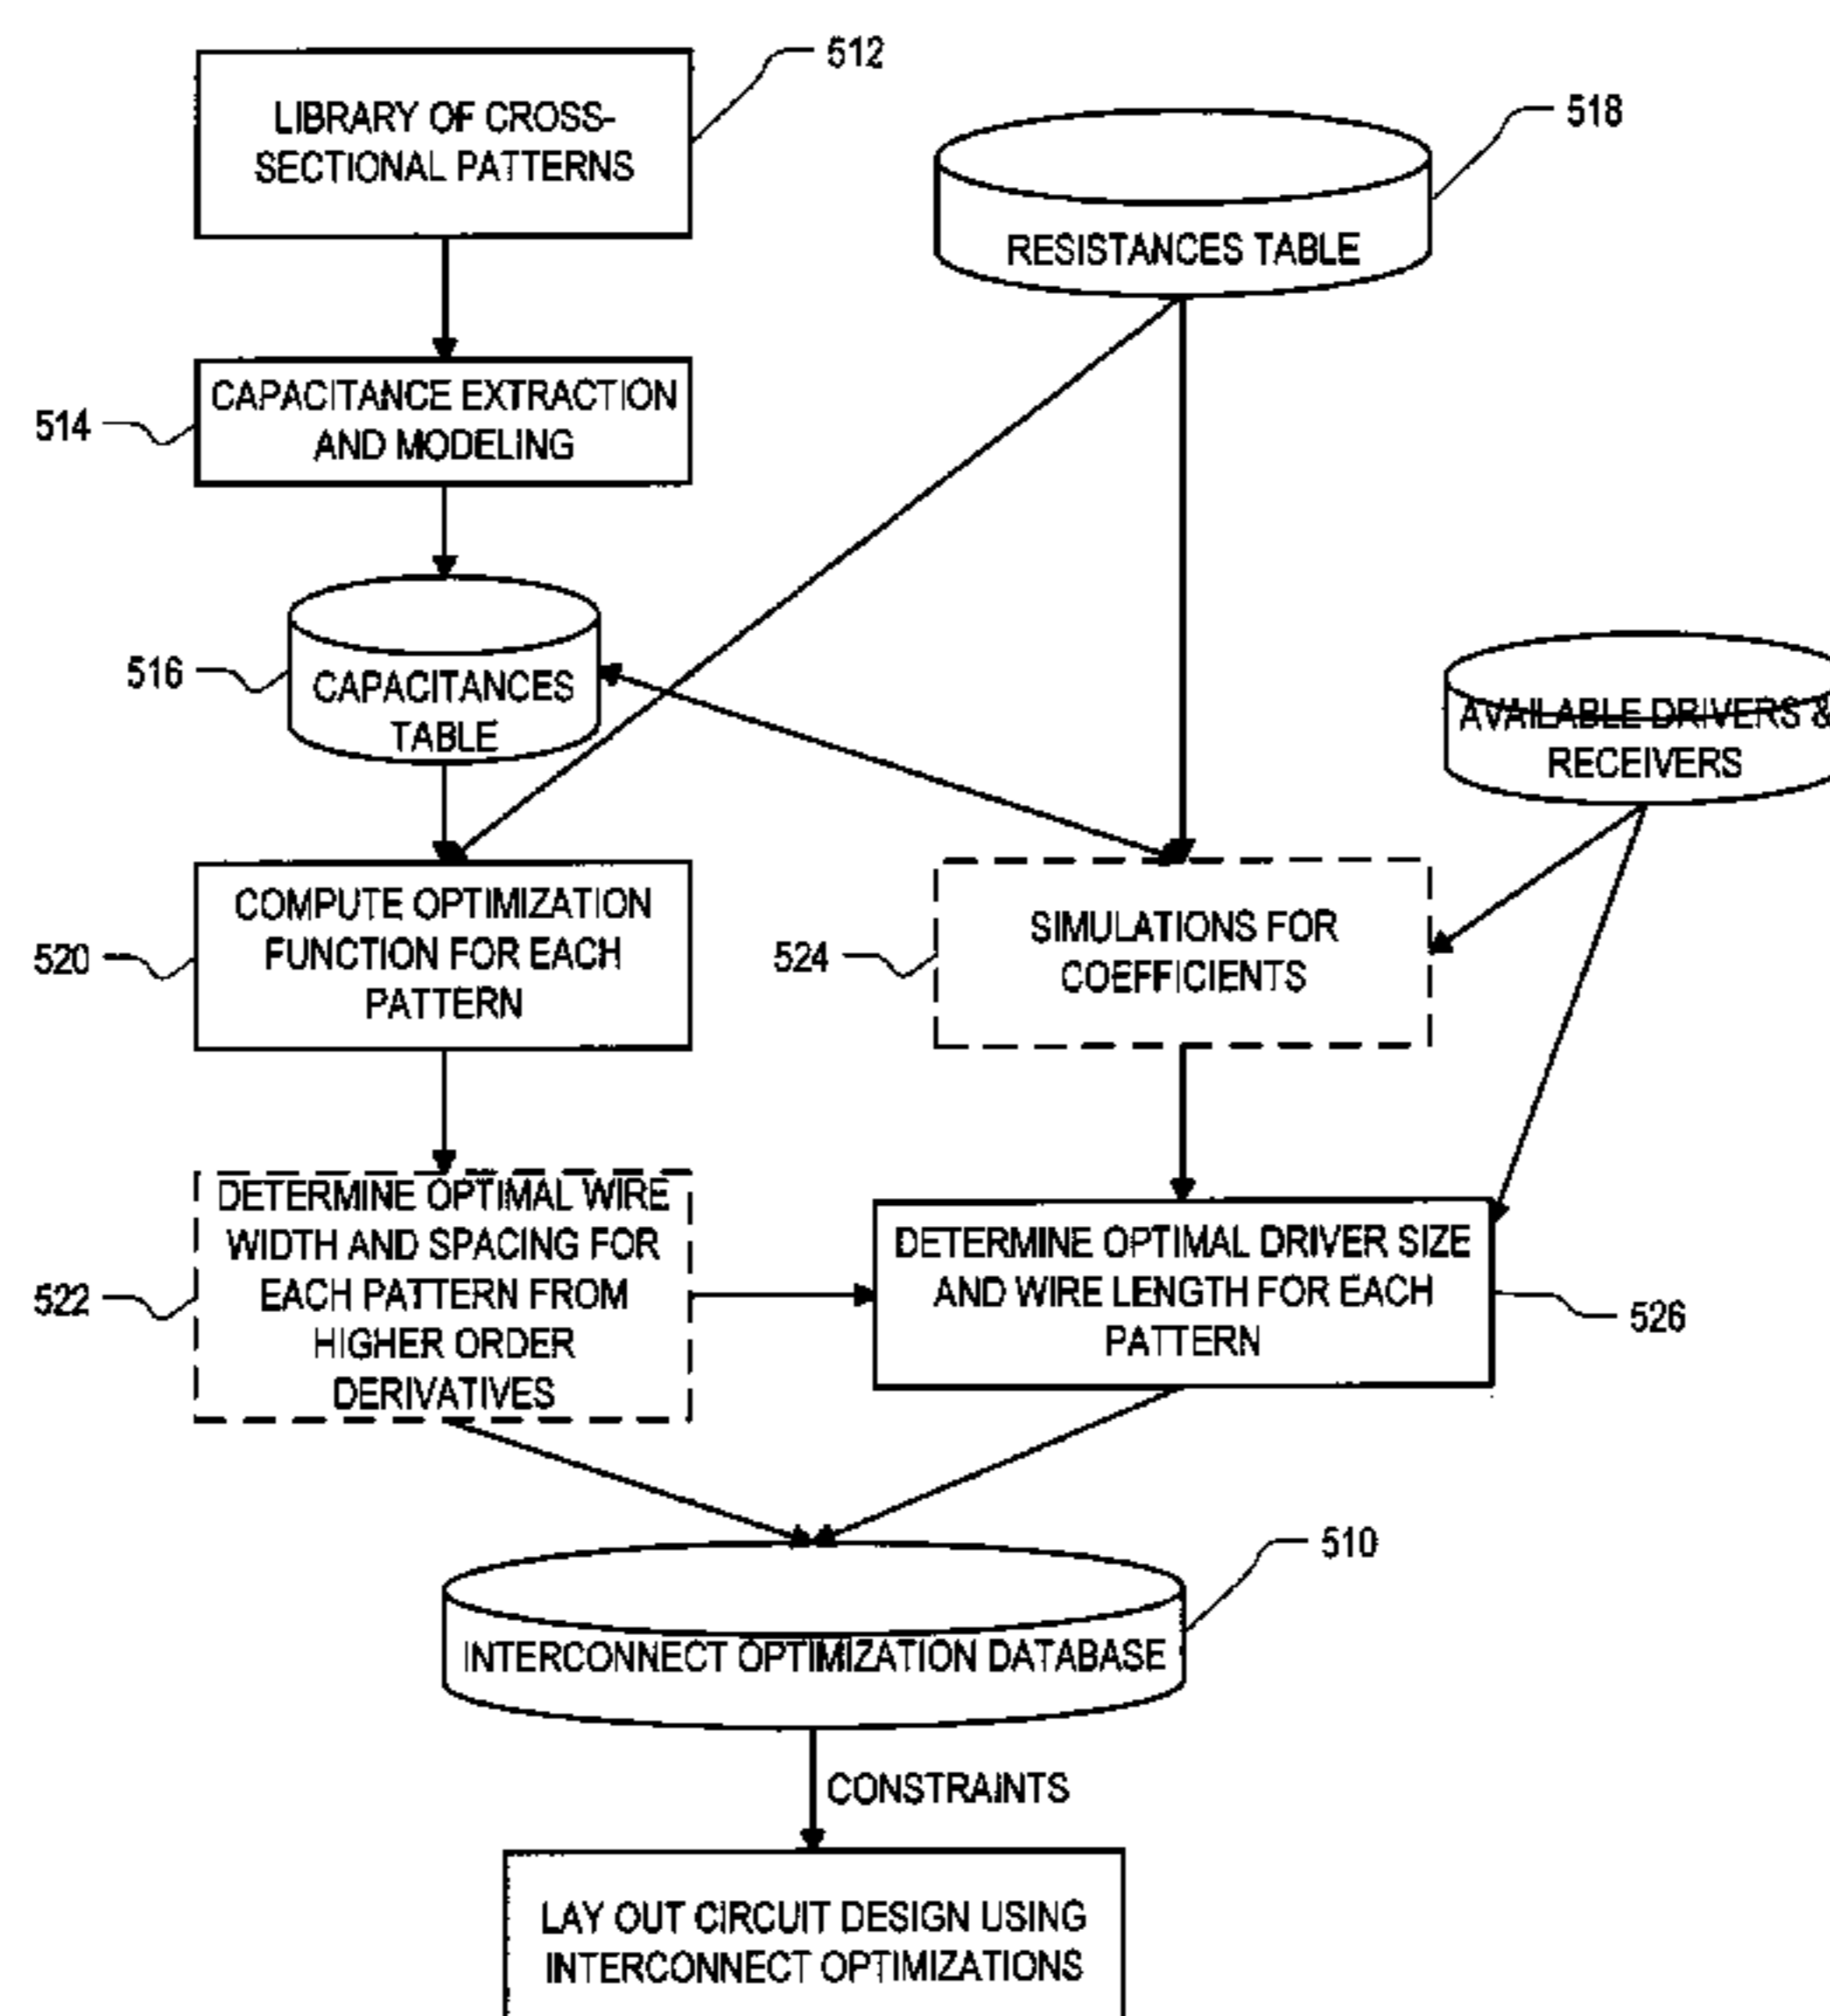 512
LIBRARY OF CROSS-
SECTIONAL PATTERNS
518
RESISTANCES TABLE
514
CAPACITANCE EXTRACTION
AND MODELING
516
CAPACITANCES
TABLE
AVAILABLE DRIVERS &
RECEIVERS
520
COMPUTE OPTIMIZATION
FUNCTION FOR EACH
PATTERN
524
SIMULATIONS FOR
COEFFICIENTS
522
DETERMINE OPTIMAL WIRE
WIDTH AND SPACING FOR
EACH PATTERN FROM
HIGHER ORDER
DERIVATIVES
DETERMINE OPTIMAL DRIVER SIZE
AND WIRE LENGTH FOR EACH
PATTERN
526
510
INTERCONNECT OPTIMIZATION DATABASE
CONSTRAINTS
LAY OUT CIRCUIT DESIGN USING
INTERCONNECT OPTIMIZATIONS